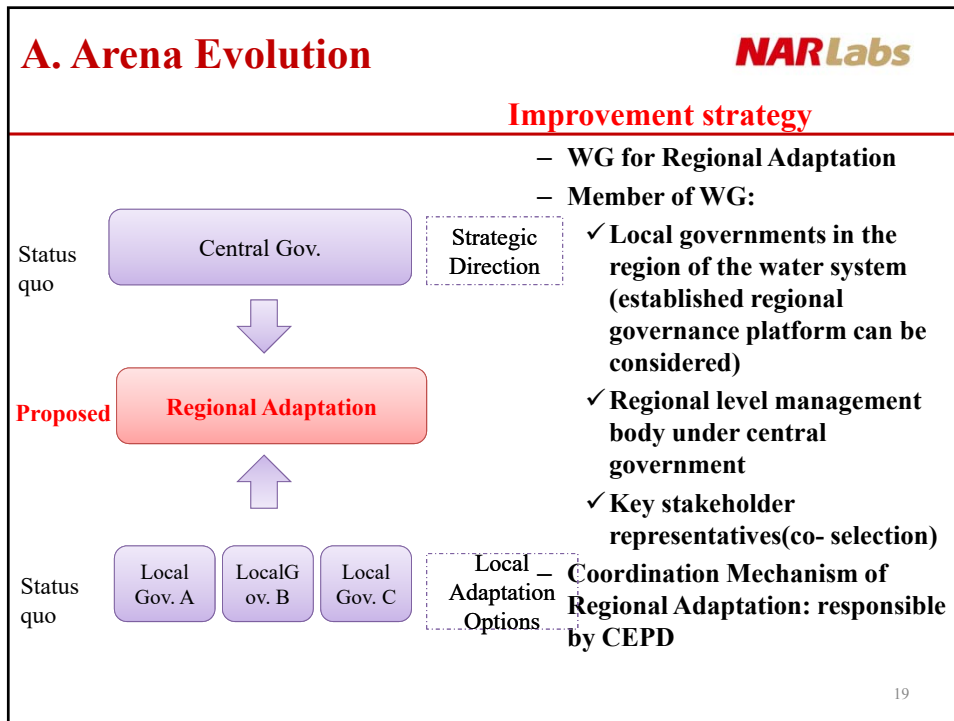 A. Arena Evolution
NARLabs
Improvement strategy
Status
quo
Central Gov.
Strategic
Direction
Proposed
Regional Adaptation
Status
quo
Local
Gov. A
LocalG
ov. B
Local
Gov. C
Local
Adaptation
Options
– WG for Regional Adaptation
– Member of WG:
✓ Local governments in the
region of the water system
(established regional
governance platform can be
considered)
✓ Regional level management
body under central
government
✓ Key stakeholder
representatives(co- selection)
– Coordination Mechanism of
Regional Adaptation: responsible
by CEPD
19